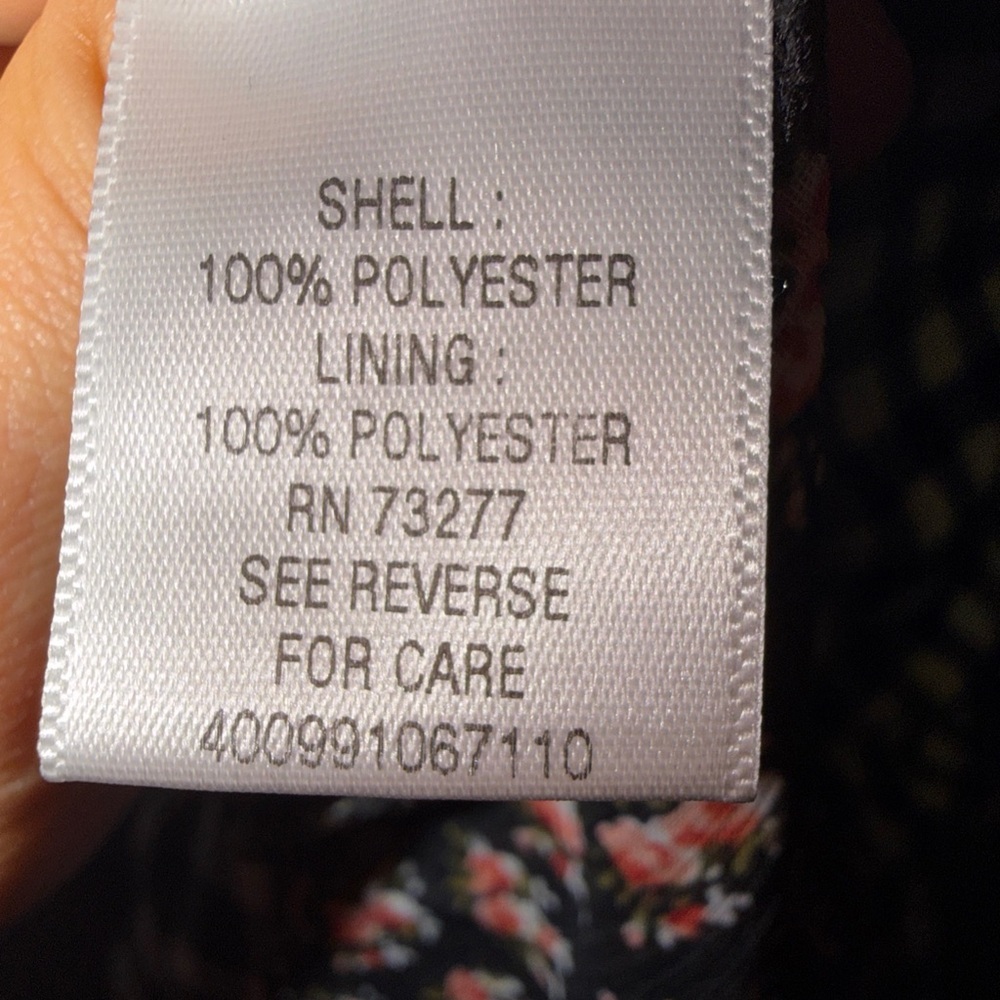 SHELL :
100% POLYESTER
LINING :
100% POLYESTER
RN 73277
SEE REVERSE
FOR CARE
400991067110